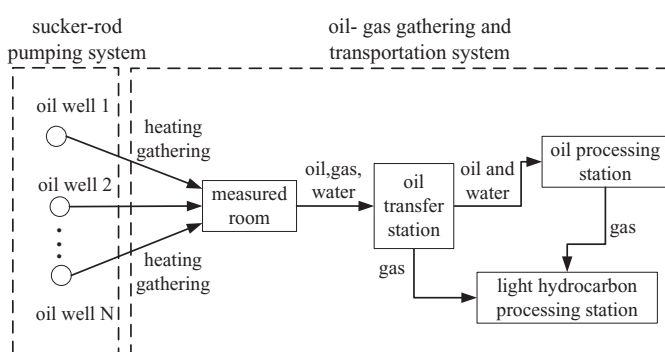 sucker-rod
pumping system
oil- gas gathering and
transportation system
oil well 1
heating
gathering
oil well 2
oil well N
heating
gathering
measured
room
oil,gas,
water
oil
transfer
station
oil and
water
oil processing
station
gas
gas
light hydrocarbon
processing station